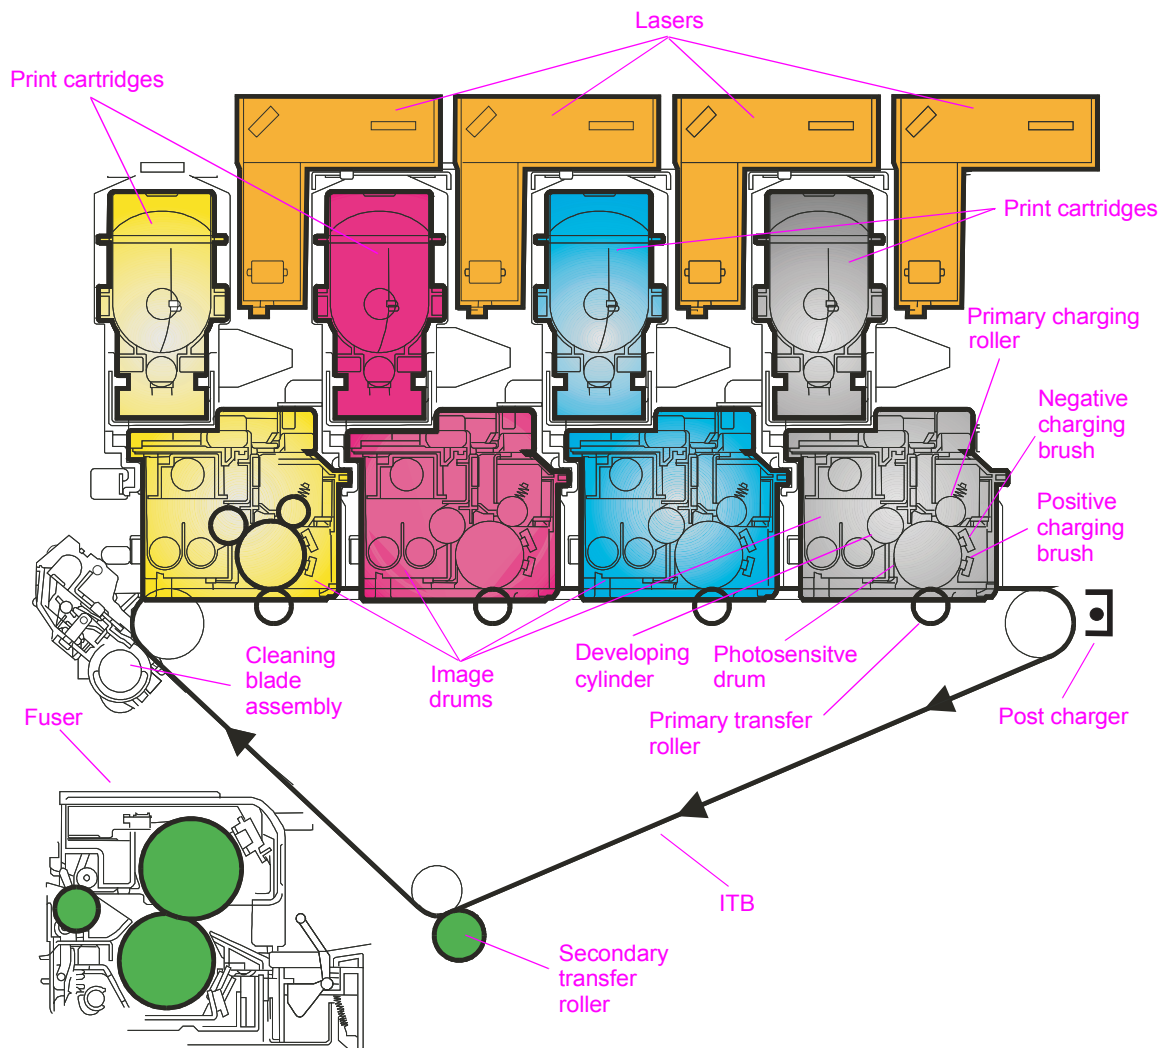 Lasers
Print cartridges
Print cartridges
Primary charging
roller
Negative
charging
brush
Positive
charging
brush
Cleaning
blade
assembly
Image
drums
Developing
cylinder
Photosensitve
drum
Primary transfer
roller
Post charger
Fuser
ITB
Secondary
transfer
roller